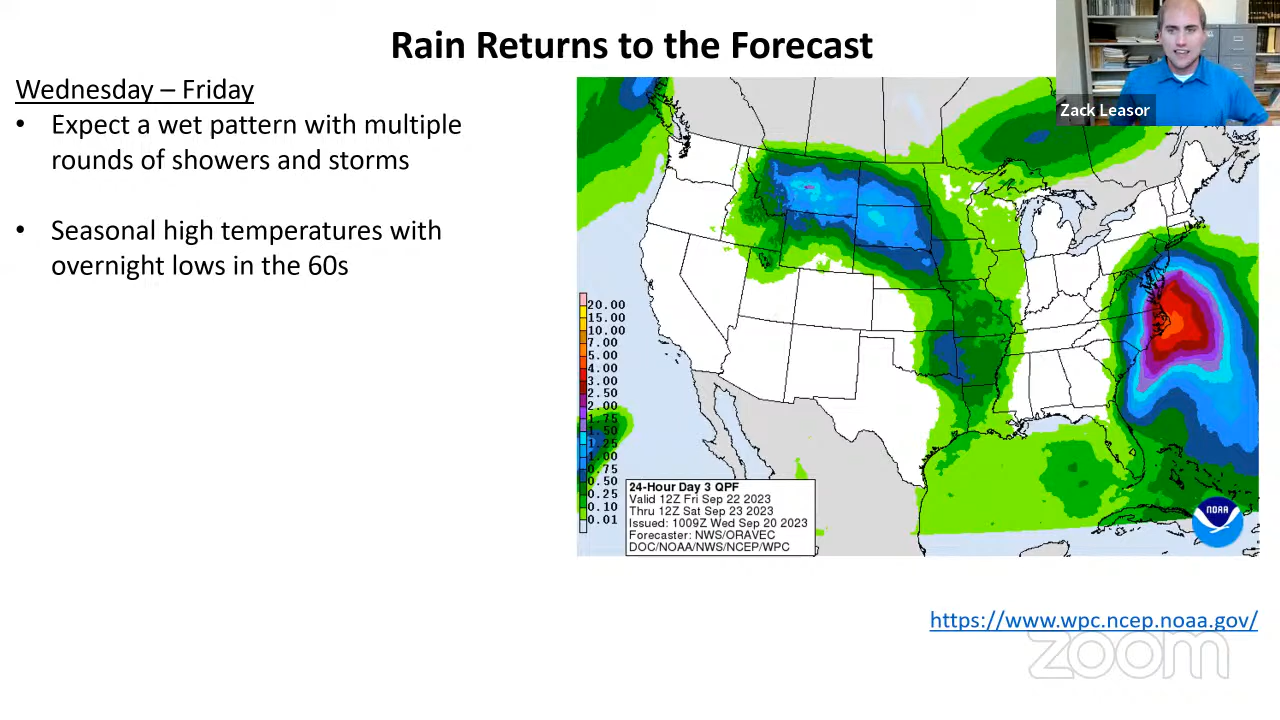 Rain Returns to the Forecast
Zack Leasor
Wednesday – Friday
• Expect a wet pattern with multiple
rounds of showers and storms
• Seasonal high temperatures with
overnight lows in the 60s
20.00
15.00
10.00
7.00
5.00
4.00
3.00
2.50
2.00
1.75
1.50
1.25
1.00
0.75
0.50
0.25
0.10
0.01
24-Hour Day 3 QPF
Valid 12Z Fri Sep 22 2023
Thru 12Z Sat Sep 23 2023
Issued: 1009Z Wed Sep 20 2023
Forecaster: NWS/ORAVEC
DOC/NOAA/NWS/NCEP/WPC
NOAA
https://www.wpc.ncep.noaa.gov/
zoom